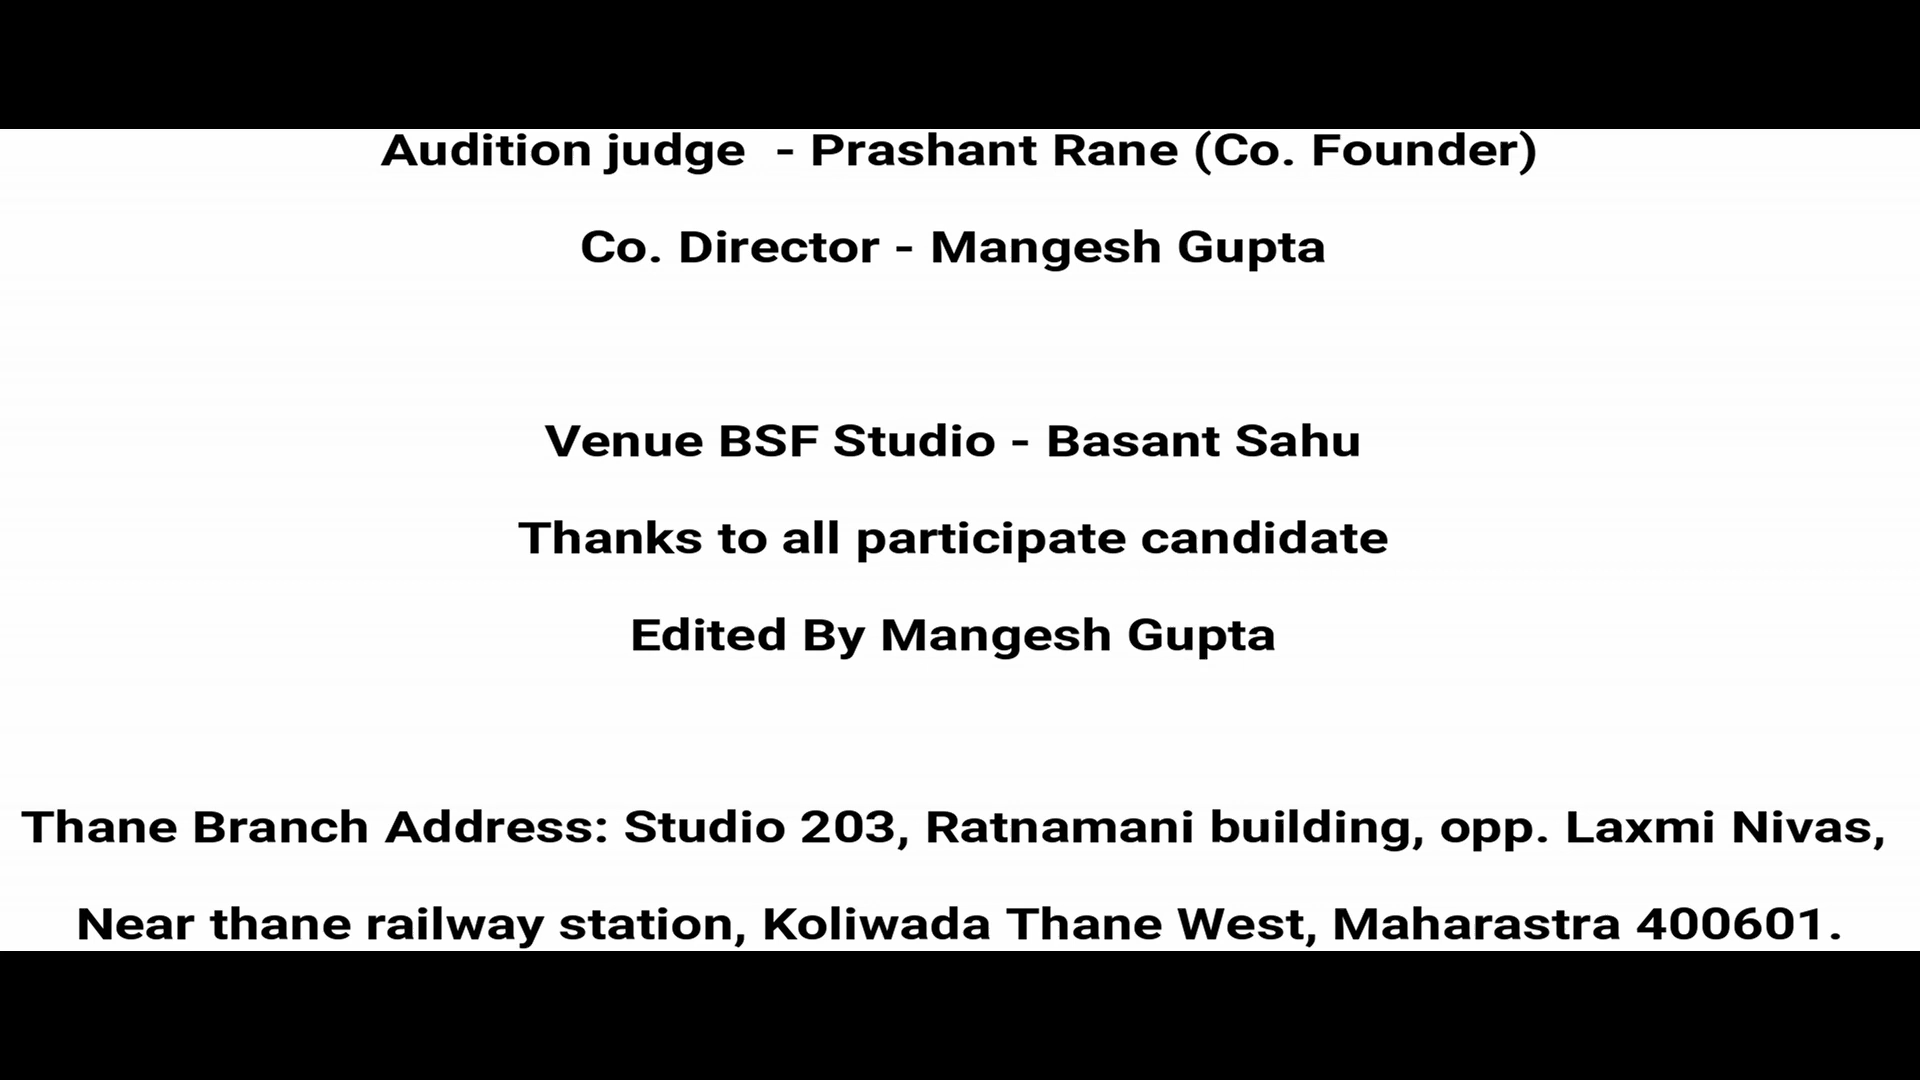 Audition judge  - Prashant Rane (Co. Founder)
Co. Director - Mangesh Gupta
Venue BSF Studio - Basant Sahu
Thanks to all participate candidate
Edited By Mangesh Gupta
Thane Branch Address: Studio 203, Ratnamani building, opp. Laxmi Nivas,
Near thane railway station, Koliwada Thane West, Maharastra 400601.